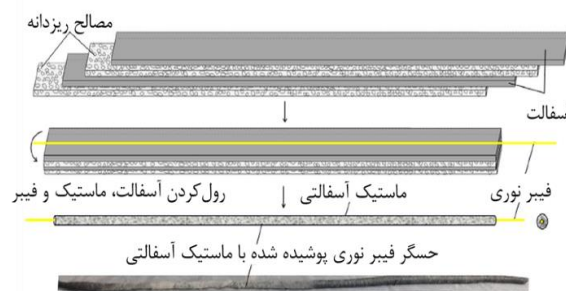 مصالح ریزدانه
آسفالت
فیبر نوری
ماستیک آسفالتی
رول‌کردن آسفالت، ماستیک و فیبر
حسگر فیبر نوری پوشیده شده با ماستیک آسفالتی